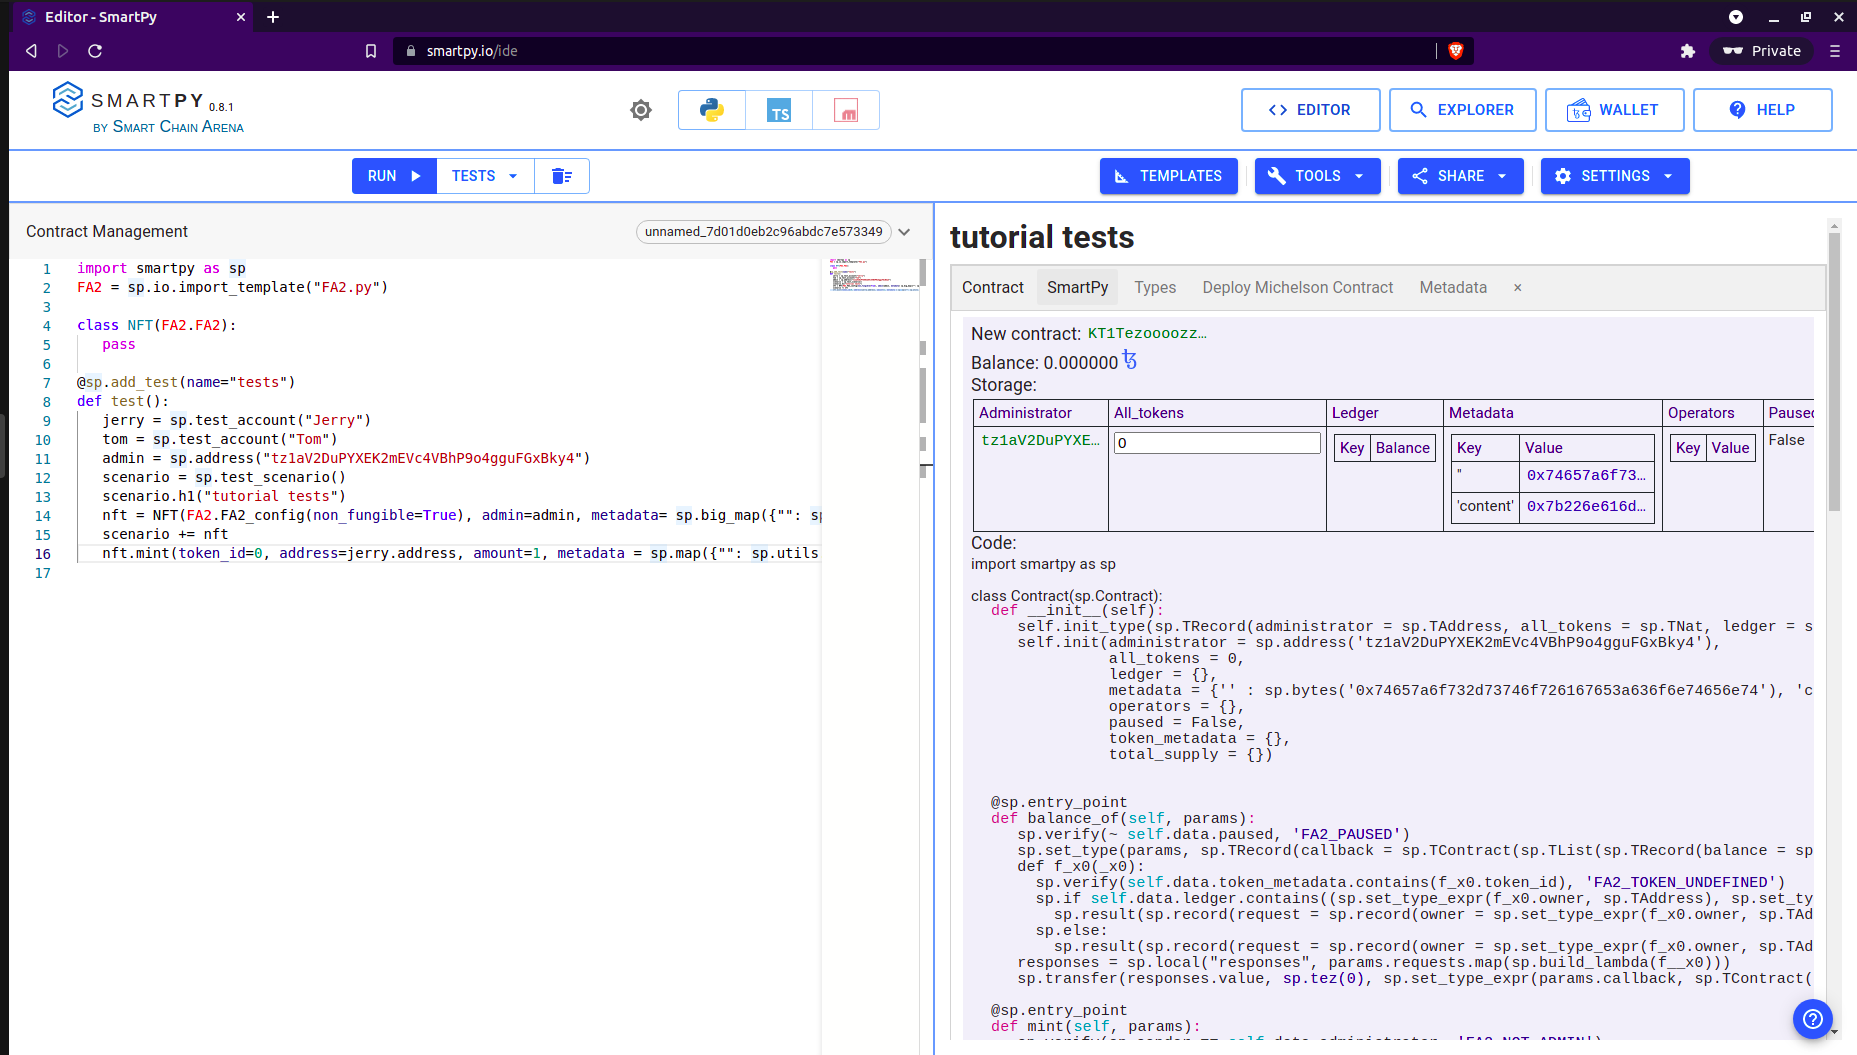 Editor - SmartPy
smartpy.io/ide
Private
SMARTPY 0.8.1
BY SMART CHAIN ARENA
TS
EDITOR
EXPLORER
WALLET
HELP
RUN
TESTS
TEMPLATES
TOOLS
SHARE
SETTINGS
Contract Management
unnamed_7d01d0eb2c96abdc7e573349
1 import smartpy as sp
2 FA2 = sp.io.import_template("FA2.py")
3
4 class NFT(FA2.FA2):
5 pass
6
7 @sp.add_test(name="tests")
8 def test():
9 jerry = sp.test_account("Jerry")
10 tom = sp.test_account("Tom")
11 admin = sp.address("tz1aV2DuPYXEK2mEVc4VBhP9o4gguFGxBky4")
12 scenario = sp.test_scenario()
13 scenario.h1("tutorial tests")
14 nft = NFT(FA2.FA2_config(non_fungible=True), admin=admin, metadata= sp.big_map({"": sp
15 scenario += nft
16 nft.mint(token_id=0, address=jerry.address, amount=1, metadata = sp.map({"": sp.utils
17
tutorial tests
Contract SmartPy Types Deploy Michelson Contract Metadata ×
New contract: KT1Tezoooozz…
Balance: 0.000000 ꜩ
Storage:
Administrator All_tokens Ledger Metadata Operators Paused
tz1aV2DuPYXE… 0 Key Balance Key Value Key Value False
'' 0x74657a6f73…
'content' 0x7b226e616d…
Code:
import smartpy as sp
class Contract(sp.Contract):
def __init__(self):
self.init_type(sp.TRecord(administrator = sp.TAddress, all_tokens = sp.TNat, ledger = s
self.init(administrator = sp.address('tz1aV2DuPYXEK2mEVc4VBhP9o4gguFGxBky4'),
all_tokens = 0,
ledger = {},
metadata = {'' : sp.bytes('0x74657a6f732d73746f726167653a636f6e74656e74'), 'c
operators = {},
paused = False,
token_metadata = {},
total_supply = {})
@sp.entry_point
def balance_of(self, params):
sp.verify(~ self.data.paused, 'FA2_PAUSED')
sp.set_type(params, sp.TRecord(callback = sp.TContract(sp.TList(sp.TRecord(balance = sp
def f_x0(_x0):
sp.verify(self.data.token_metadata.contains(f_x0.token_id), 'FA2_TOKEN_UNDEFINED')
sp.if self.data.ledger.contains((sp.set_type_expr(f_x0.owner, sp.TAddress), sp.set_ty
sp.result(sp.record(request = sp.record(owner = sp.set_type_expr(f_x0.owner, sp.TAd
sp.else:
sp.result(sp.record(request = sp.record(owner = sp.set_type_expr(f_x0.owner, sp.TAd
responses = sp.local("responses", params.requests.map(sp.build_lambda(f__x0)))
sp.transfer(responses.value, sp.tez(0), sp.set_type_expr(params.callback, sp.TContract(
@sp.entry_point
def mint(self, params):